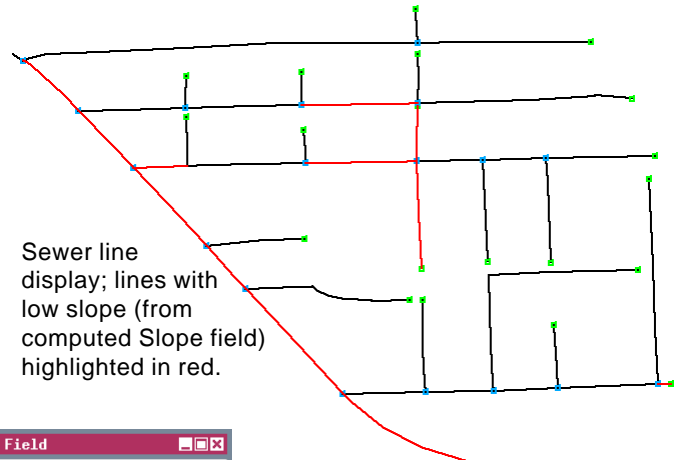 Sewer line
display; lines with
low slope (from
computed Slope field)
highlighted in red.
Field